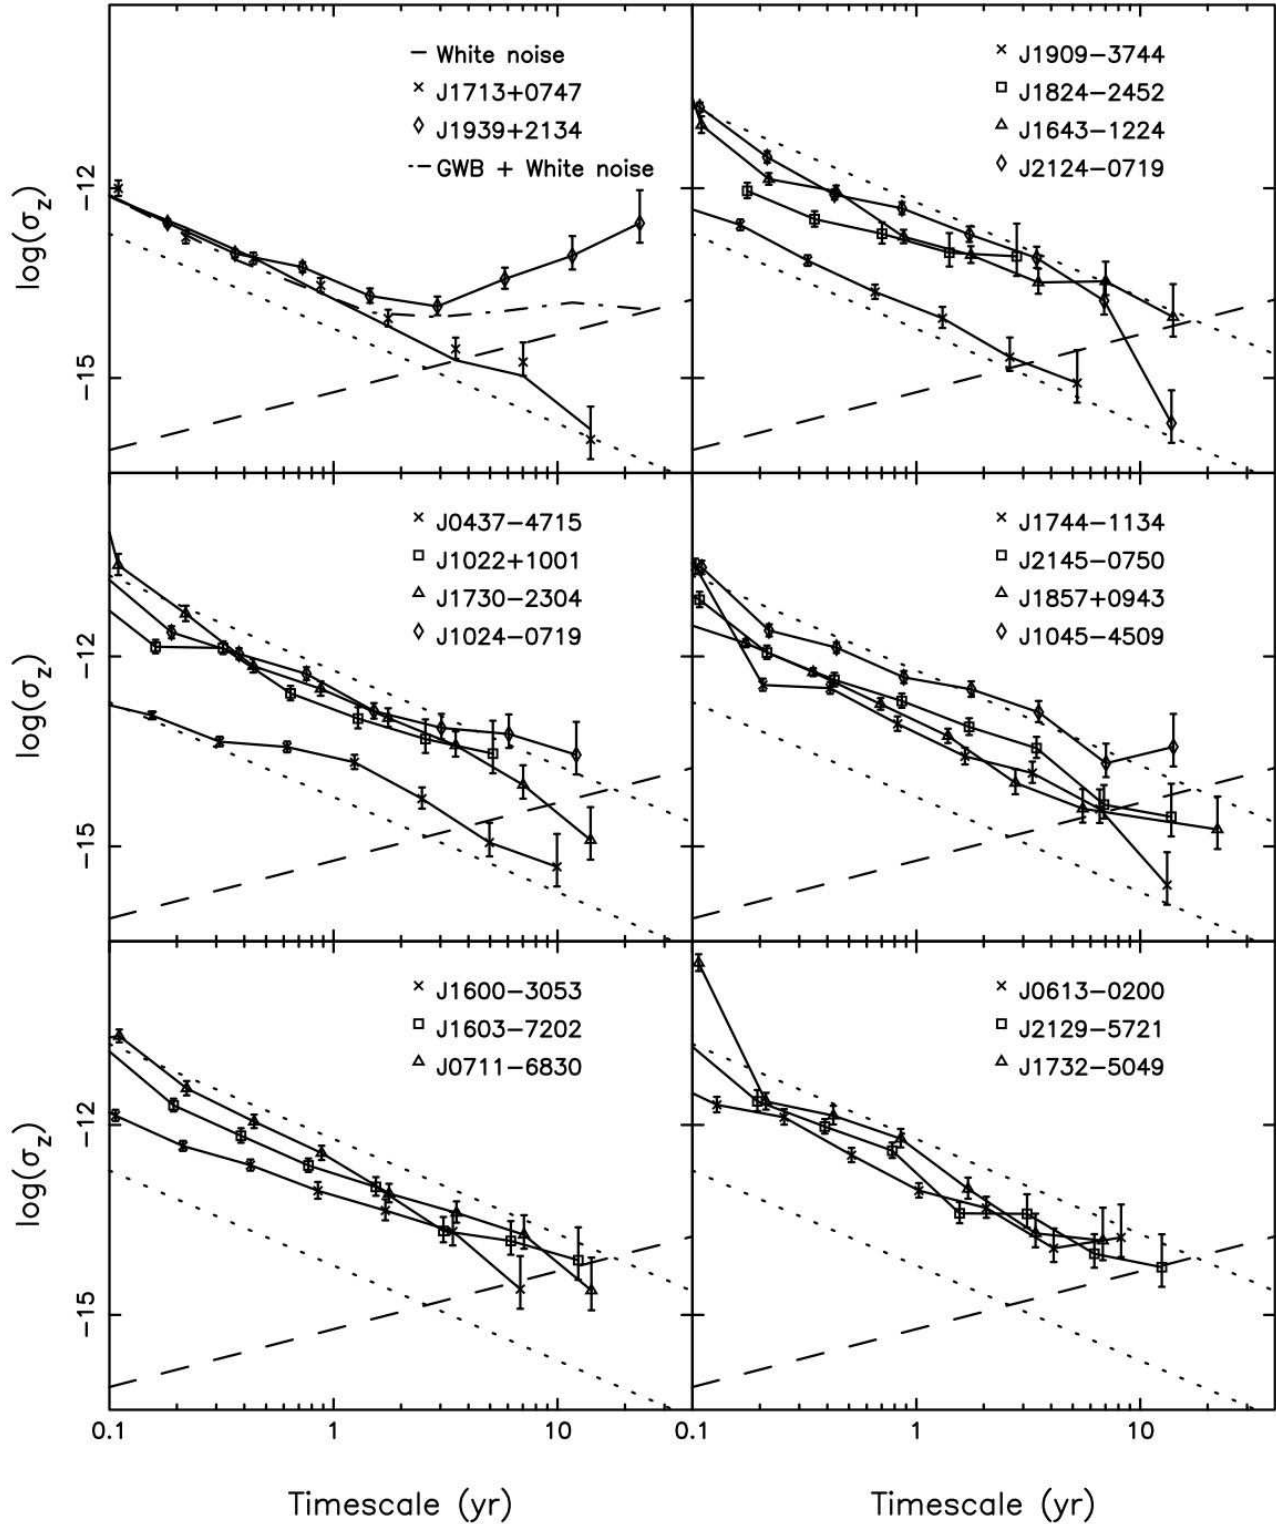 White noise
J1713+0747
J1939+2134
GWB + White noise
J1909−3744
J1824−2452
J1643−1224
J2124−0719
log(σz)
−12
−15
J0437−4715
J1022+1001
J1730−2304
J1024−0719
J1744−1134
J2145−0750
J1857+0943
J1045−4509
log(σz)
−12
−15
J1600−3053
J1603−7202
J0711−6830
J0613−0200
J2129−5721
J1732−5049
log(σz)
−12
−15
0.1 1 10 0.1 1 10
Timescale (yr) Timescale (yr)